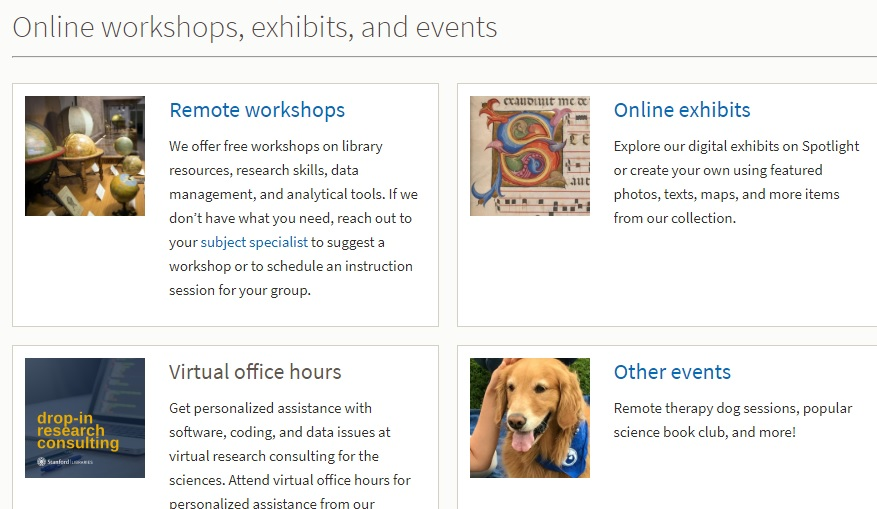 Online workshops, exhibits, and events
Remote workshops
We offer free workshops on library
resources, research skills, data
management, and analytical tools. If we
don't have what you need, reach out to
your subject specialist to suggest a
workshop or to schedule an instruction
session for your group.
craudiuit me de
aut
Online exhibits
Explore our digital exhibits on Spotlight
or create your own using featured
photos, texts, maps, and more items
from our collection.
drop-in
research
consulting
Stanford LIBRARIES
Virtual office hours
Get personalized assistance with
software, coding, and data issues at
virtual research consulting for the
sciences. Attend virtual office hours for
personalized assistance from our
Other events
Remote therapy dog sessions, popular
science book club, and more!